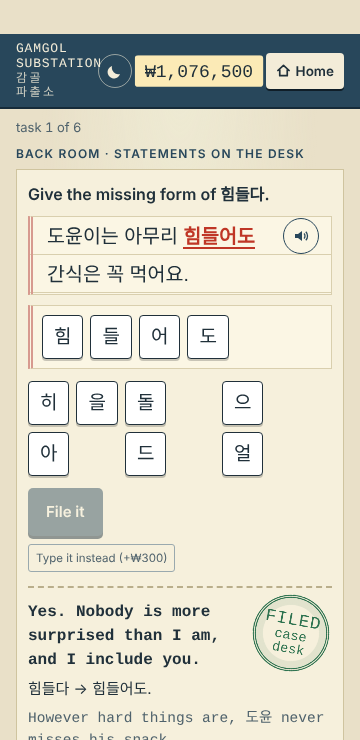 GAMGOL
SUBSTATION
감골
파출소
₩1,076,500
Home
task 1 of 6
BACK ROOM · STATEMENTS ON THE DESK
Give the missing form of 힘들다.
도윤이는 아무리 힘들어도
간식은 꼭 먹어요.
힘 들 어 도
히 을 돌 으
아 드 얼
File it
Type it instead (+₩300)
Yes. Nobody is more
surprised than I am,
and I include you.
FILED
case
desk
힘들다 → 힘들어도.
However hard things are, 도윤 never
misses his snack.